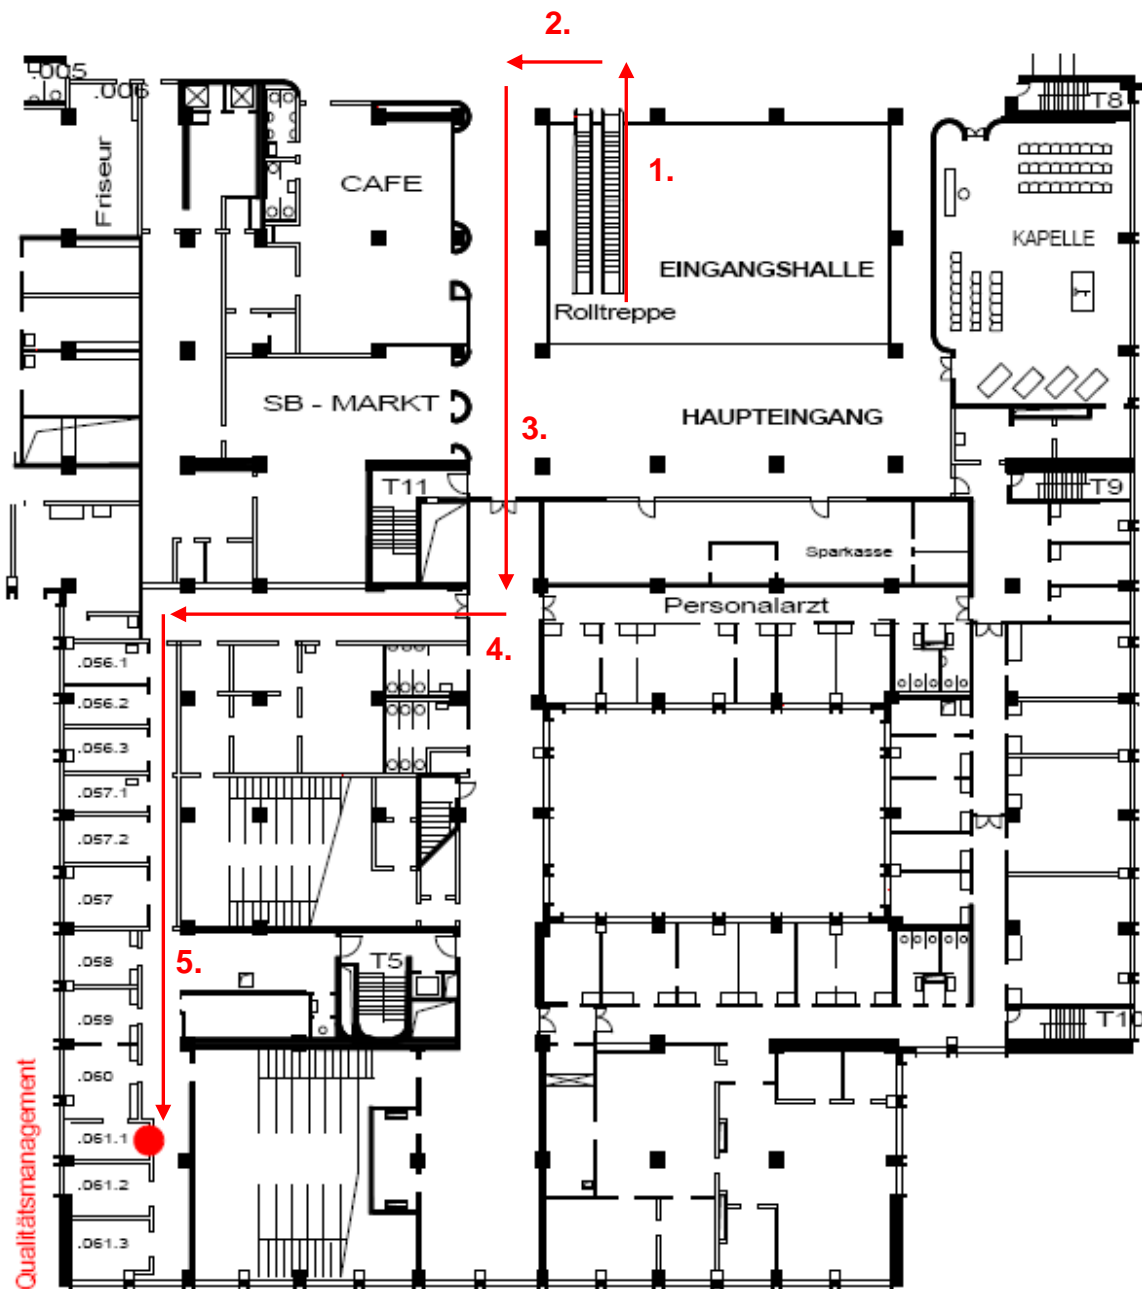 2.
.005
.006
T8
1.
Friseur
CAFE
KAPELLE
EINGANGSHALLE
Rolltreppe
SB - MARKT
HAUPTEINGANG
3.
T11
T9
Sparkasse
Personalarzt
4.
.056.1
.056.2
.056.3
.057.1
.057.2
.057
.058
5.
T5
.059
T10
.060
.061.1
.061.2
.061.3
Qualitätsmanagement